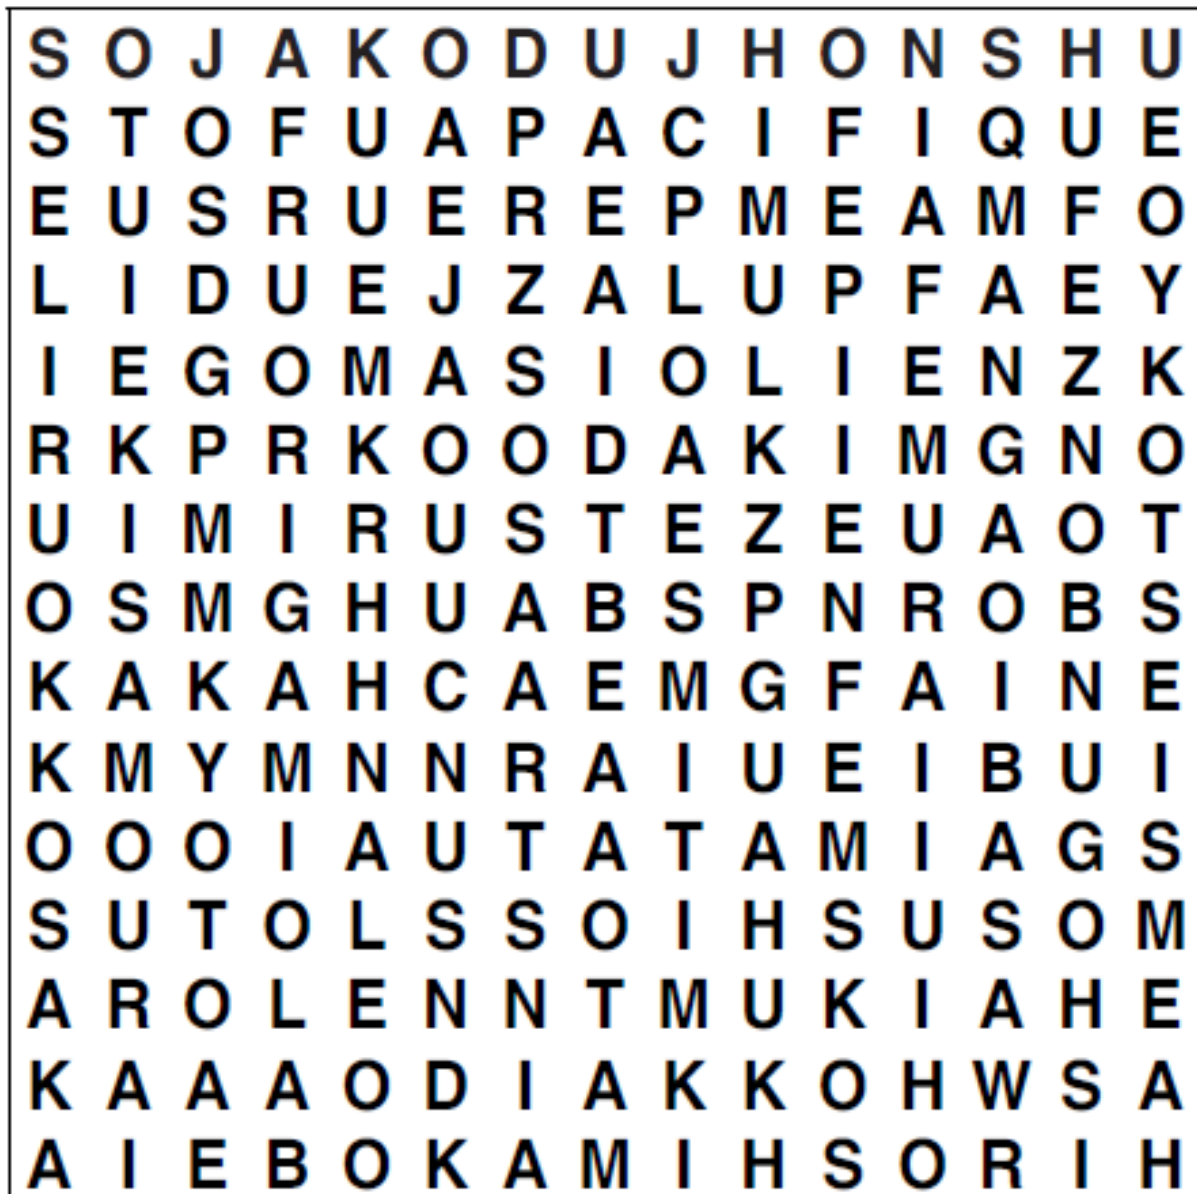 S O J A K O D U J H O N S H U
S T O F U A P A C I F I Q U E
E U S R U E R E P M E A M F O
L I D U E J Z A L U P F A E Y
I E G O M A S I O L I E N Z K
R K P R K O O D A K I M G N O
U I M I R U S T E Z E U A O T
O S M G H U A B S P N R O B S
K A K A H C A E M G F A I N E
K M Y M N N R A I U E I B U I
O O O I A U T A T A M I A G S
S U T O L S S O I H S U S O M
A R O L E N N T M U K I A H E
K A A A O D I A K K O H W S A
A I E B O K A M I H S O R I H